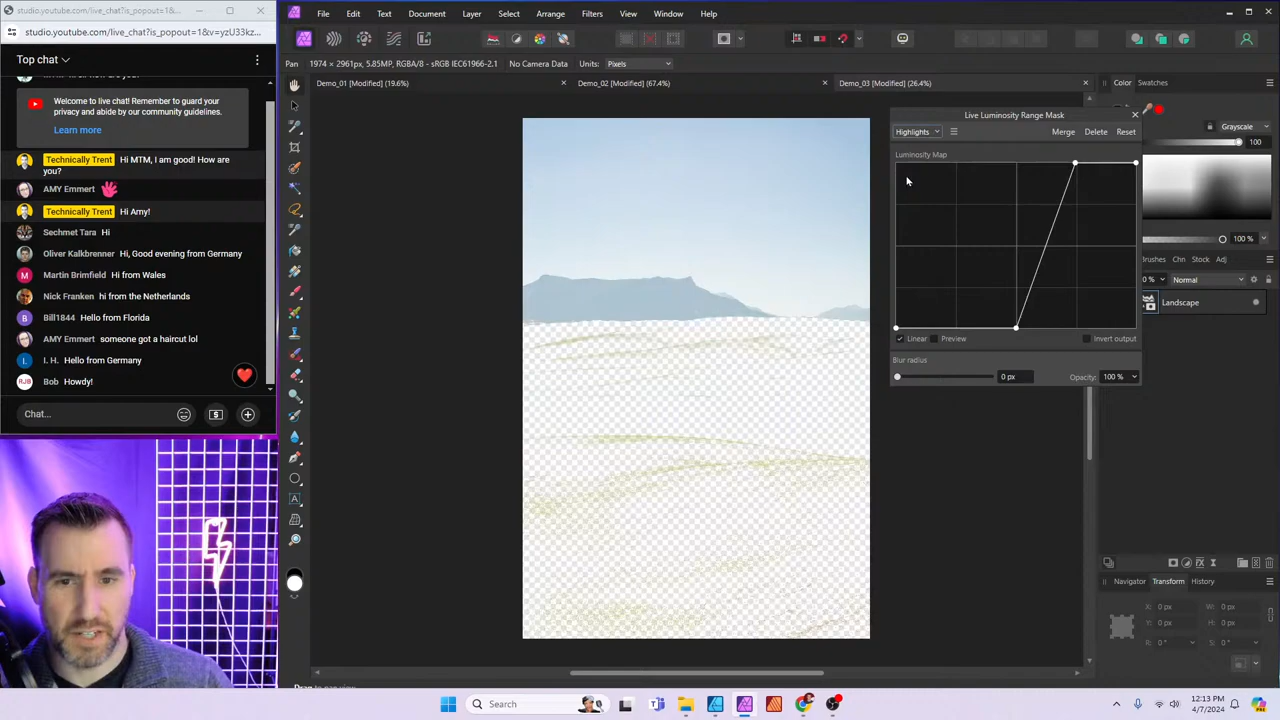 studio.youtube.com/live_chat?is_popout=1&...
studio.youtube.com/live_chat?is_popout=1&v=yzU33kz...
Top chat
Welcome to live chat! Remember to guard your
privacy and abide by our community guidelines.
Learn more
Technically Trent Hi MTM, I am good! How are
you?
AMY Emmert
Technically Trent Hi Amy!
Sechmet Tara Hi
Oliver Kalkbrenner Hi, Good evening from Germany
Martin Brimfield Hi from Wales
Nick Franken hi from the Netherlands
B Bill1844 Hello from Florida
AMY Emmert someone got a haircut lol
I. I. H. Hello from Germany
RJB Bob Howdy!
Chat...
File Edit Text Document Layer Select Arrange Filters View Window Help
Pan 1974 × 2961px, 5.85MP, RGBA/8 - sRGB IEC61966-2.1 No Camera Data Units: Pixels
Demo_01 [Modified] (19.6%)
Demo_02 [Modified] (67.4%)
Demo_03 [Modified] (26.4%)
Live Luminosity Range Mask
Highlights Merge Delete Reset
Luminosity Map
Linear Preview Invert output
Blur radius
0 px Opacity: 100 %
Color Swatches
Grayscale
100
100 %
Brushes Chn Stock Adj
0 % Normal
Landscape
Navigator Transform History
X: 0 px W: 0 px
Y: 0 px H: 0 px
R: 0 ° S: 0 °
Search
12:13 PM
4/7/2024